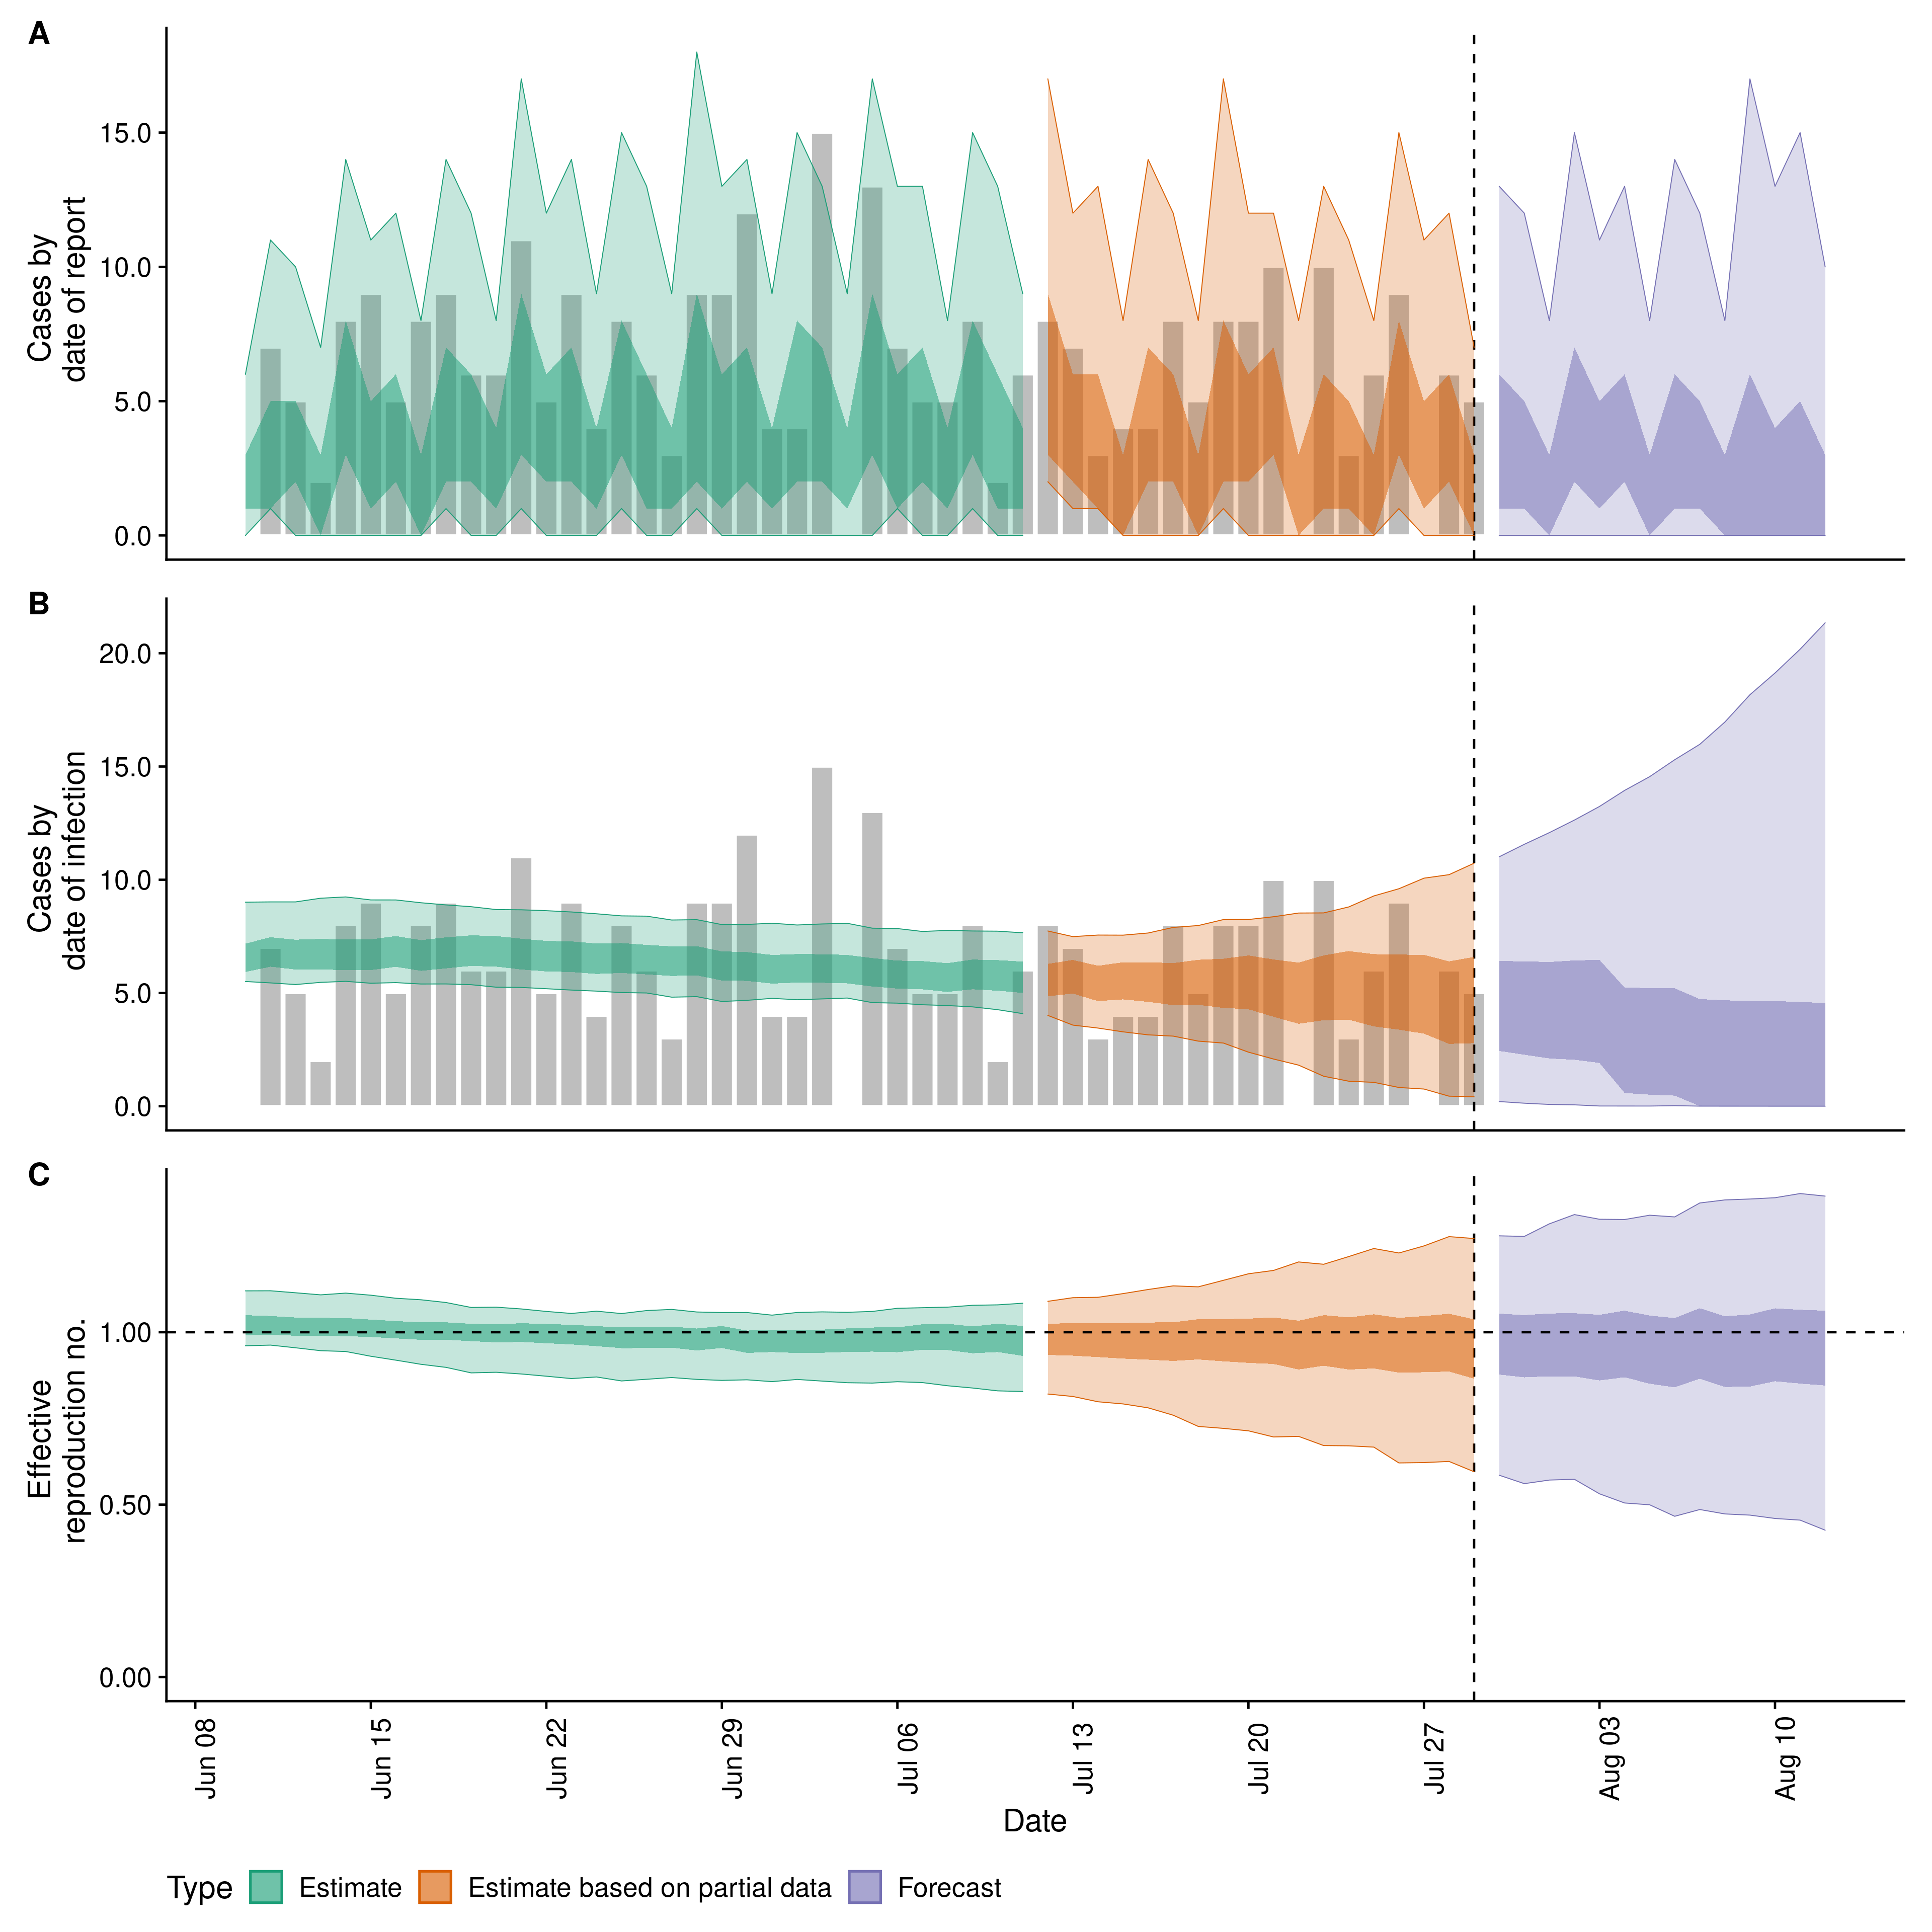 A
Cases by
date of report
15.0
10.0
5.0
0.0
B
Cases by
date of infection
20.0
15.0
10.0
5.0
0.0
C
Effective
reproduction no.
1.00
0.50
0.00
Jun 08
Jun 15
Jun 22
Jun 29
Jul 06
Jul 13
Jul 20
Jul 27
Aug 03
Aug 10
Date
Type Estimate Estimate based on partial data Forecast